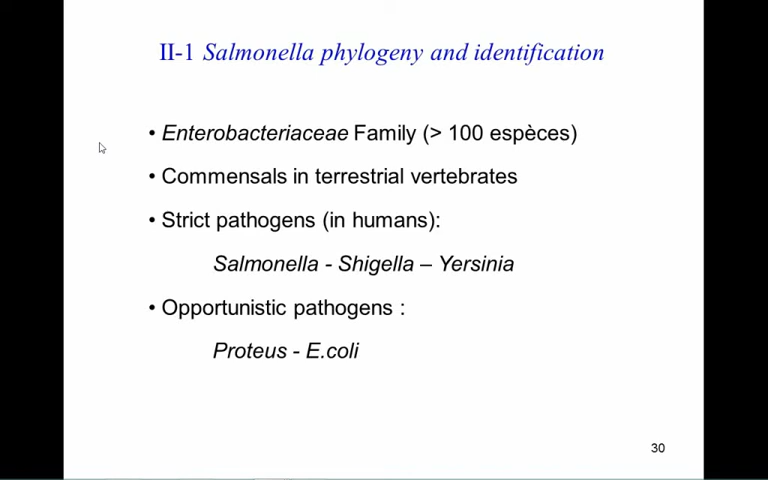 II-1 Salmonella phylogeny and identification
• Enterobacteriaceae Family (> 100 espèces)
• Commensals in terrestrial vertebrates
• Strict pathogens (in humans):
Salmonella - Shigella – Yersinia
• Opportunistic pathogens :
Proteus - E.coli
30